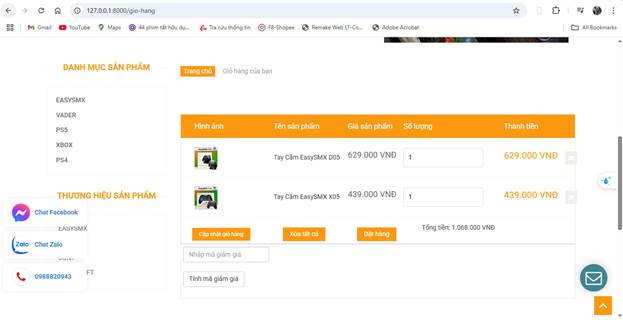 127.0.0.1:8000/gio-hang
Gmail
YouTube
Maps
44 phím tắt hữu dụ...
Tra cứu thông tin
F8-Shopee
Remake Web LT-Co...
Adobe Acrobat
All Bookmarks
DANH MỤC SẢN PHẨM
EASYSMX
VADER
PS5
XBOX
PS4
THƯƠNG HIỆU SẢN PHẨM
EASYSMX
Chat Facebook
Chat Zalo
Zalo
0988820943
Trang chủ
Giỏ hàng của bạn
Hình ảnh
Tên sản phẩm
Giá sản phẩm
Số lượng
Thành tiền
Tay Cầm EasySMX D05
629.000 VNĐ
1
629.000 VNĐ
Tay Cầm EasySMX X05
439.000 VNĐ
1
439.000 VNĐ
Cập nhật giỏ hàng
Xóa tất cả
Đặt hàng
Tổng tiền: 1.068.000 VNĐ
Nhập mã giảm giá
Tính mã giảm giá